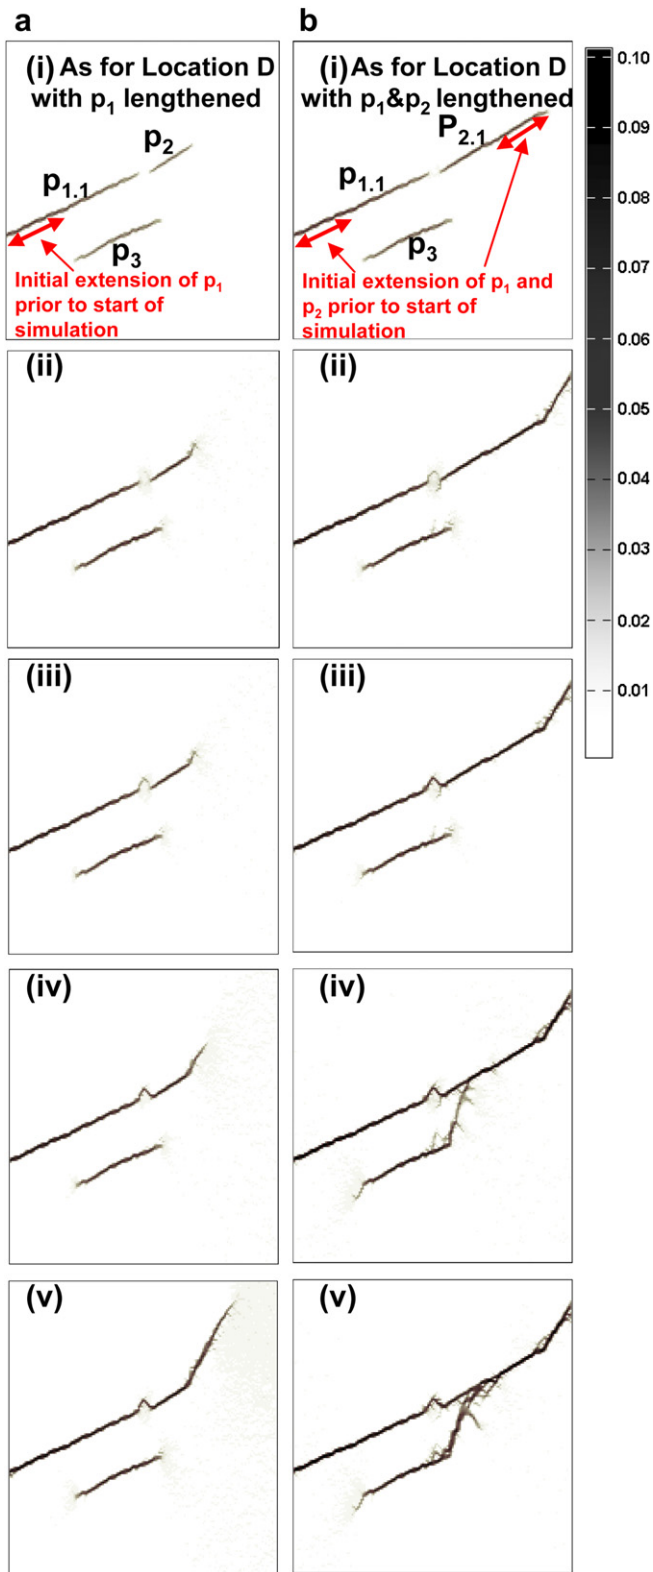 a
b
(i) As for Location D
with p1 lengthened
p2
p1.1
p3
Initial extension of p1
prior to start of
simulation
(i) As for Location D
with p1&p2 lengthened
P2.1
p1.1
p3
Initial extension of p1 and
p2 prior to start of
simulation
0.10
0.09
0.08
0.07
0.06
0.05
0.04
0.03
0.02
0.01
(ii)
(ii)
(iii)
(iii)
(iv)
(iv)
(v)
(v)